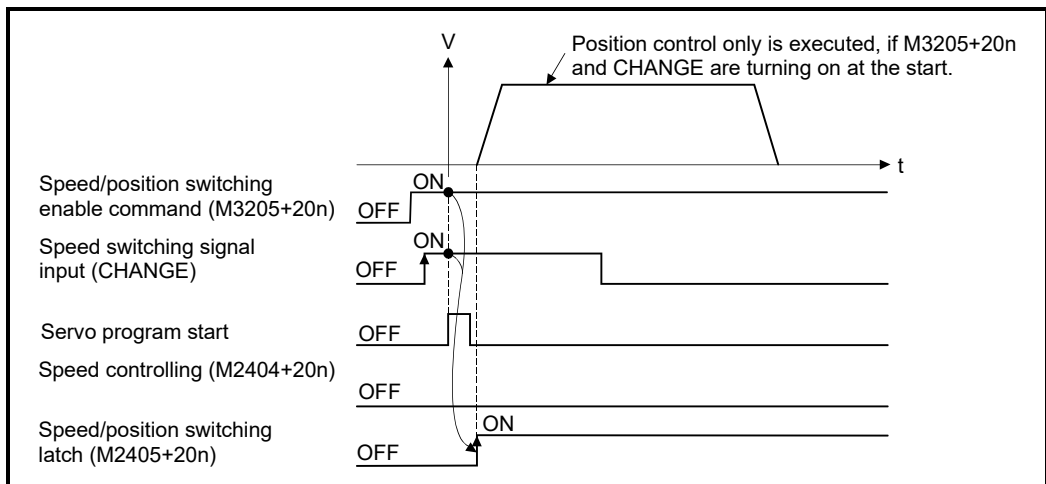 V
Position control only is executed, if M3205+20n
and CHANGE are turning on at the start.
t
Speed/position switching
enable command (M3205+20n)
OFF
ON
Speed switching signal
input (CHANGE)
OFF
ON
Servo program start
OFF
Speed controlling (M2404+20n)
OFF
Speed/position switching
latch (M2405+20n)
OFF
ON